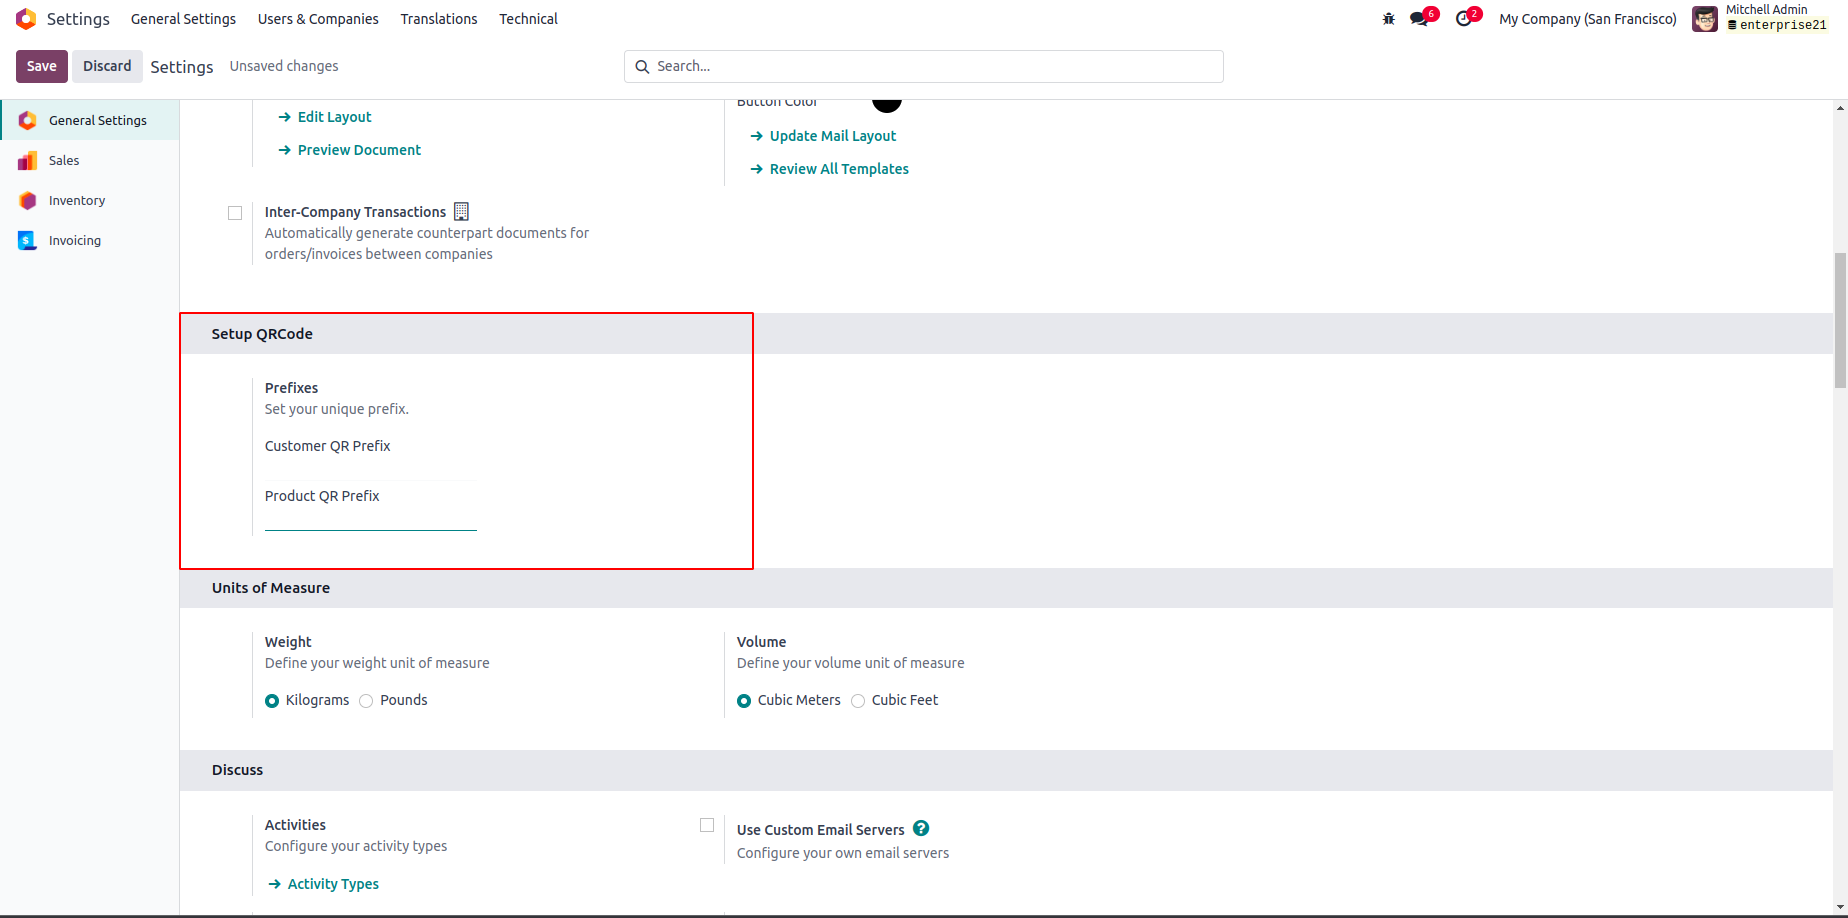 Settings General Settings Users & Companies Translations Technical 6 2 My Company (San Francisco) Mitchell Admin
enterprise21
Save Discard Settings Unsaved changes Search...
General Settings
Sales
Inventory
Invoicing
Button Color
Edit Layout
Update Mail Layout
Preview Document
Review All Templates
Inter-Company Transactions
Automatically generate counterpart documents for
orders/invoices between companies
Setup QRCode
Prefixes
Set your unique prefix.
Customer QR Prefix
Product QR Prefix
Units of Measure
Weight
Define your weight unit of measure
Kilograms Pounds
Volume
Define your volume unit of measure
Cubic Meters Cubic Feet
Discuss
Activities
Configure your activity types
Activity Types
Use Custom Email Servers ?
Configure your own email servers